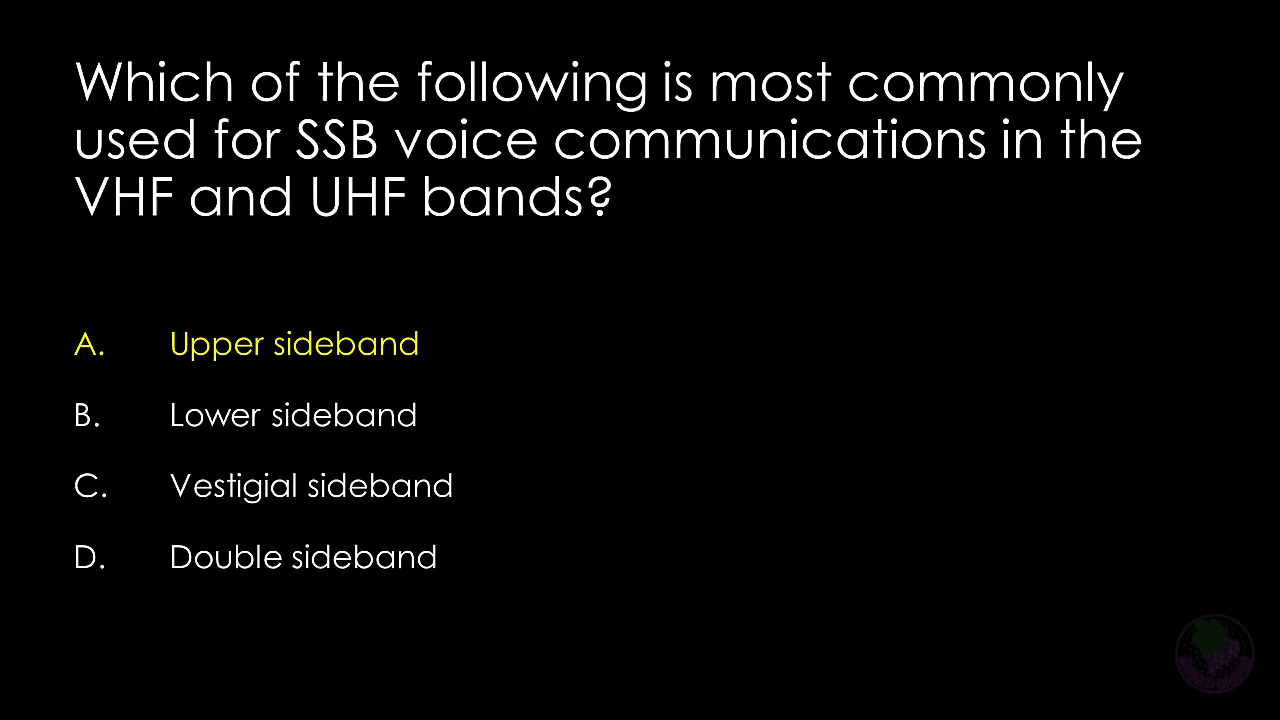 Which of the following is most commonly
used for SSB voice communications in the
VHF and UHF bands?
A. Upper sideband
B. Lower sideband
C. Vestigial sideband
D. Double sideband